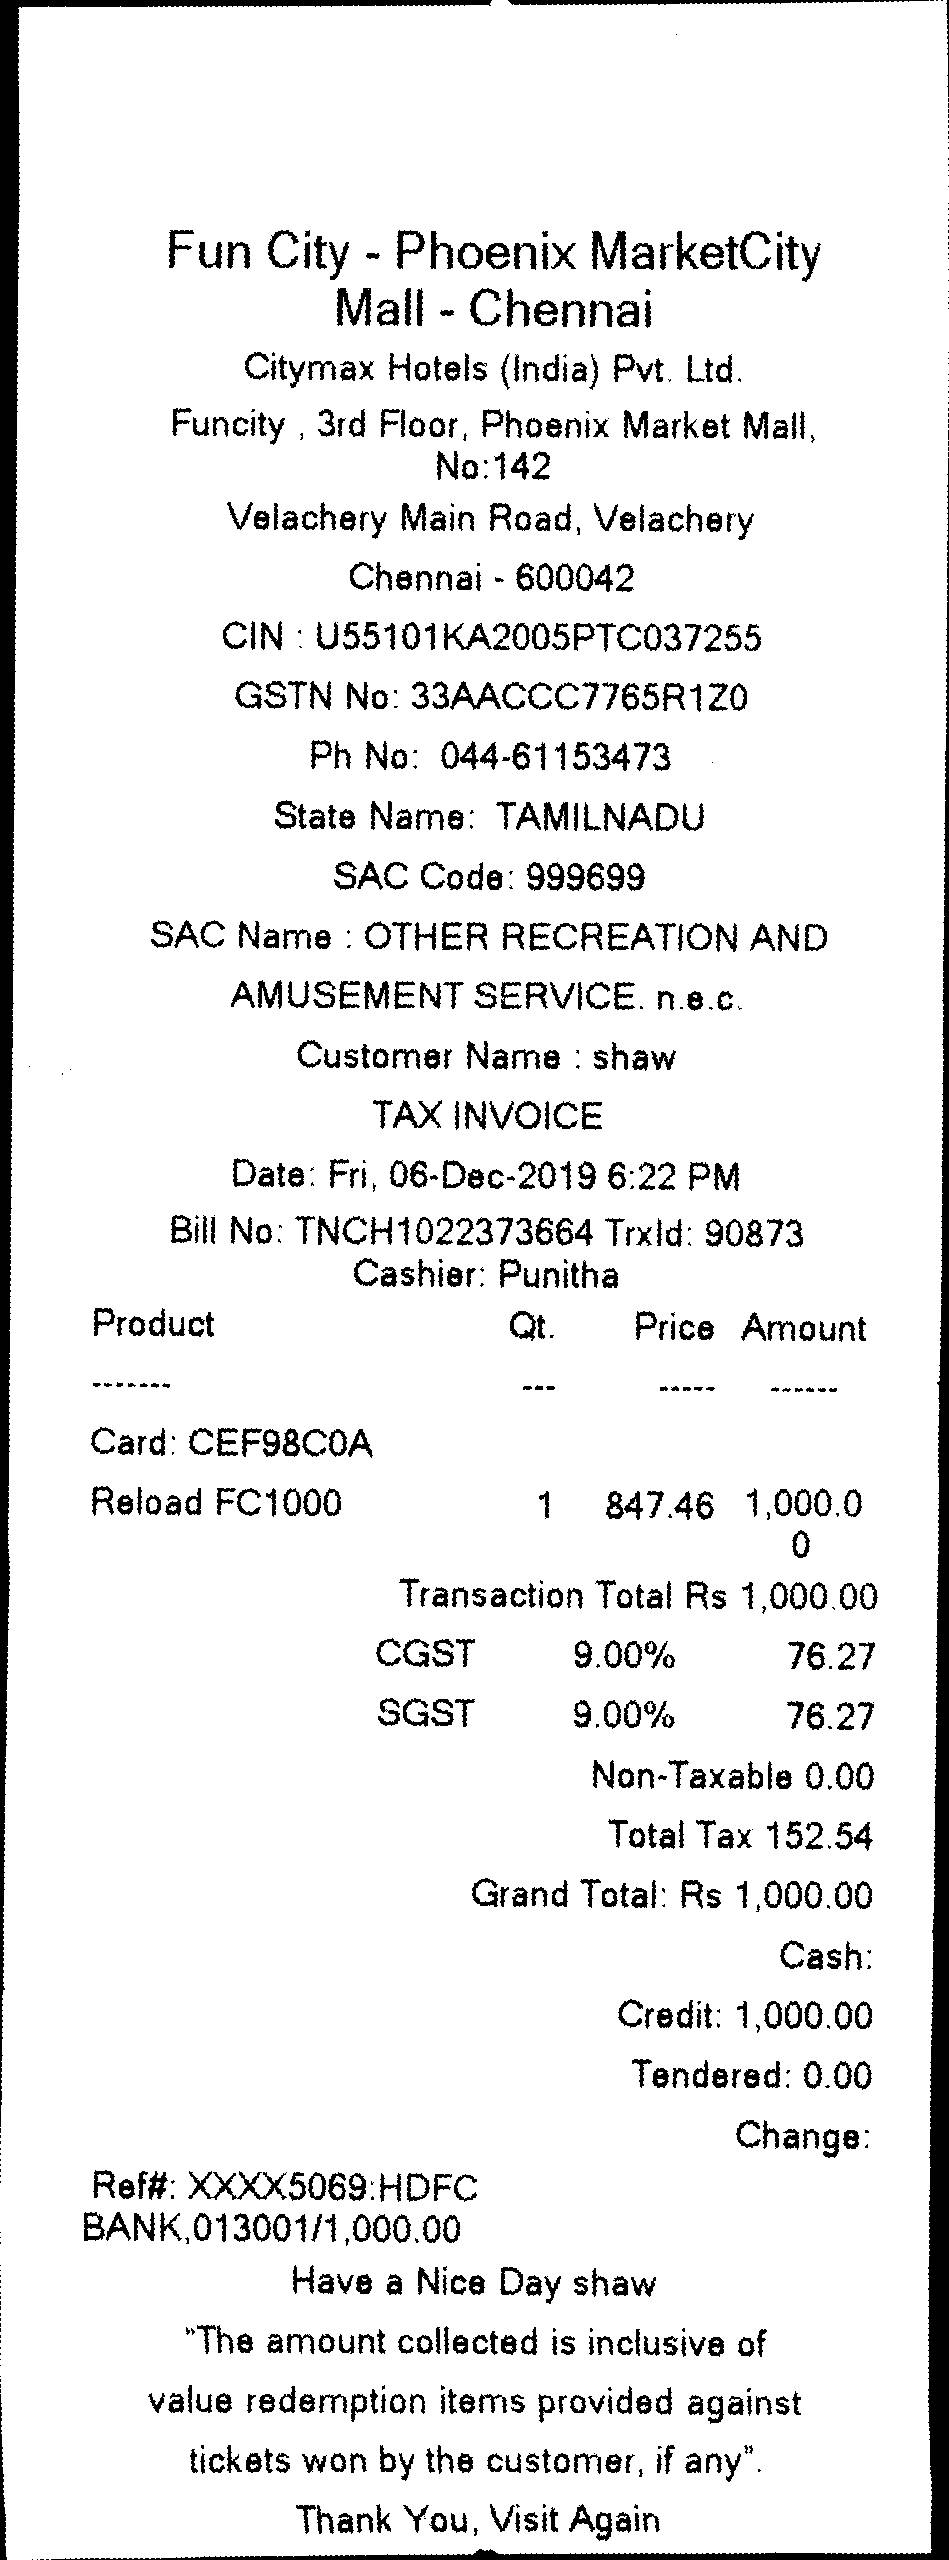 Fun City - Phoenix MarketCity
Mall - Chennai
Citymax Hotels (India) Pvt. Ltd.
Funcity , 3rd Floor, Phoenix Market Mall,
No:142
Velachery Main Road, Velachery
Chennai - 600042
CIN : U55101KA2005PTC037255
GSTN No: 33AACCC7765R1Z0
Ph No: 044-61153473
State Name: TAMILNADU
SAC Code: 999699
SAC Name : OTHER RECREATION AND
AMUSEMENT SERVICE. n.e.c.
Customer Name : shaw
TAX INVOICE
Date: Fri, 06-Dec-2019 6:22 PM
Bill No: TNCH1022373664 TrxId: 90873
Cashier: Punitha
Product Qt. Price Amount
------- --- ----- ------
Card: CEF98C0A
Reload FC1000 1 847.46 1,000.0
0
Transaction Total Rs 1,000.00
CGST 9.00% 76.27
SGST 9.00% 76.27
Non-Taxable 0.00
Total Tax 152.54
Grand Total: Rs 1,000.00
Cash:
Credit: 1,000.00
Tendered: 0.00
Change:
Ref#: XXXX5069:HDFC
BANK,013001/1,000.00
Have a Nice Day shaw
"The amount collected is inclusive of
value redemption items provided against
tickets won by the customer, if any".
Thank You, Visit Again